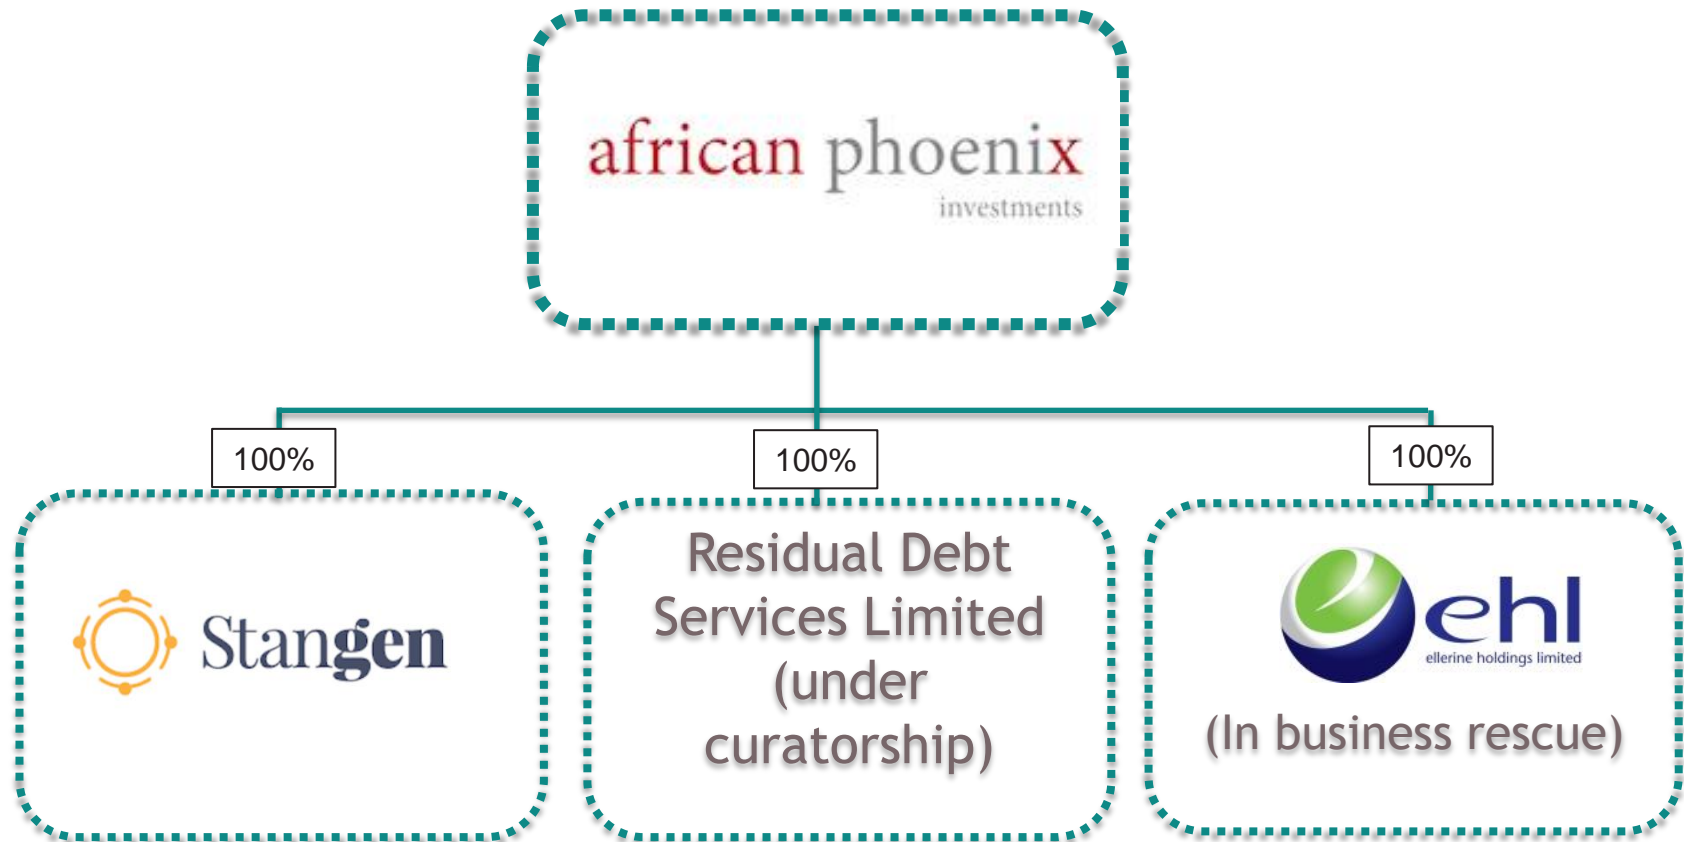 african phoenix
investments
100%
100%
100%
Stangen
Residual Debt
Services Limited
(under
curatorship)
ehl
ellerine holdings limited
(In business rescue)